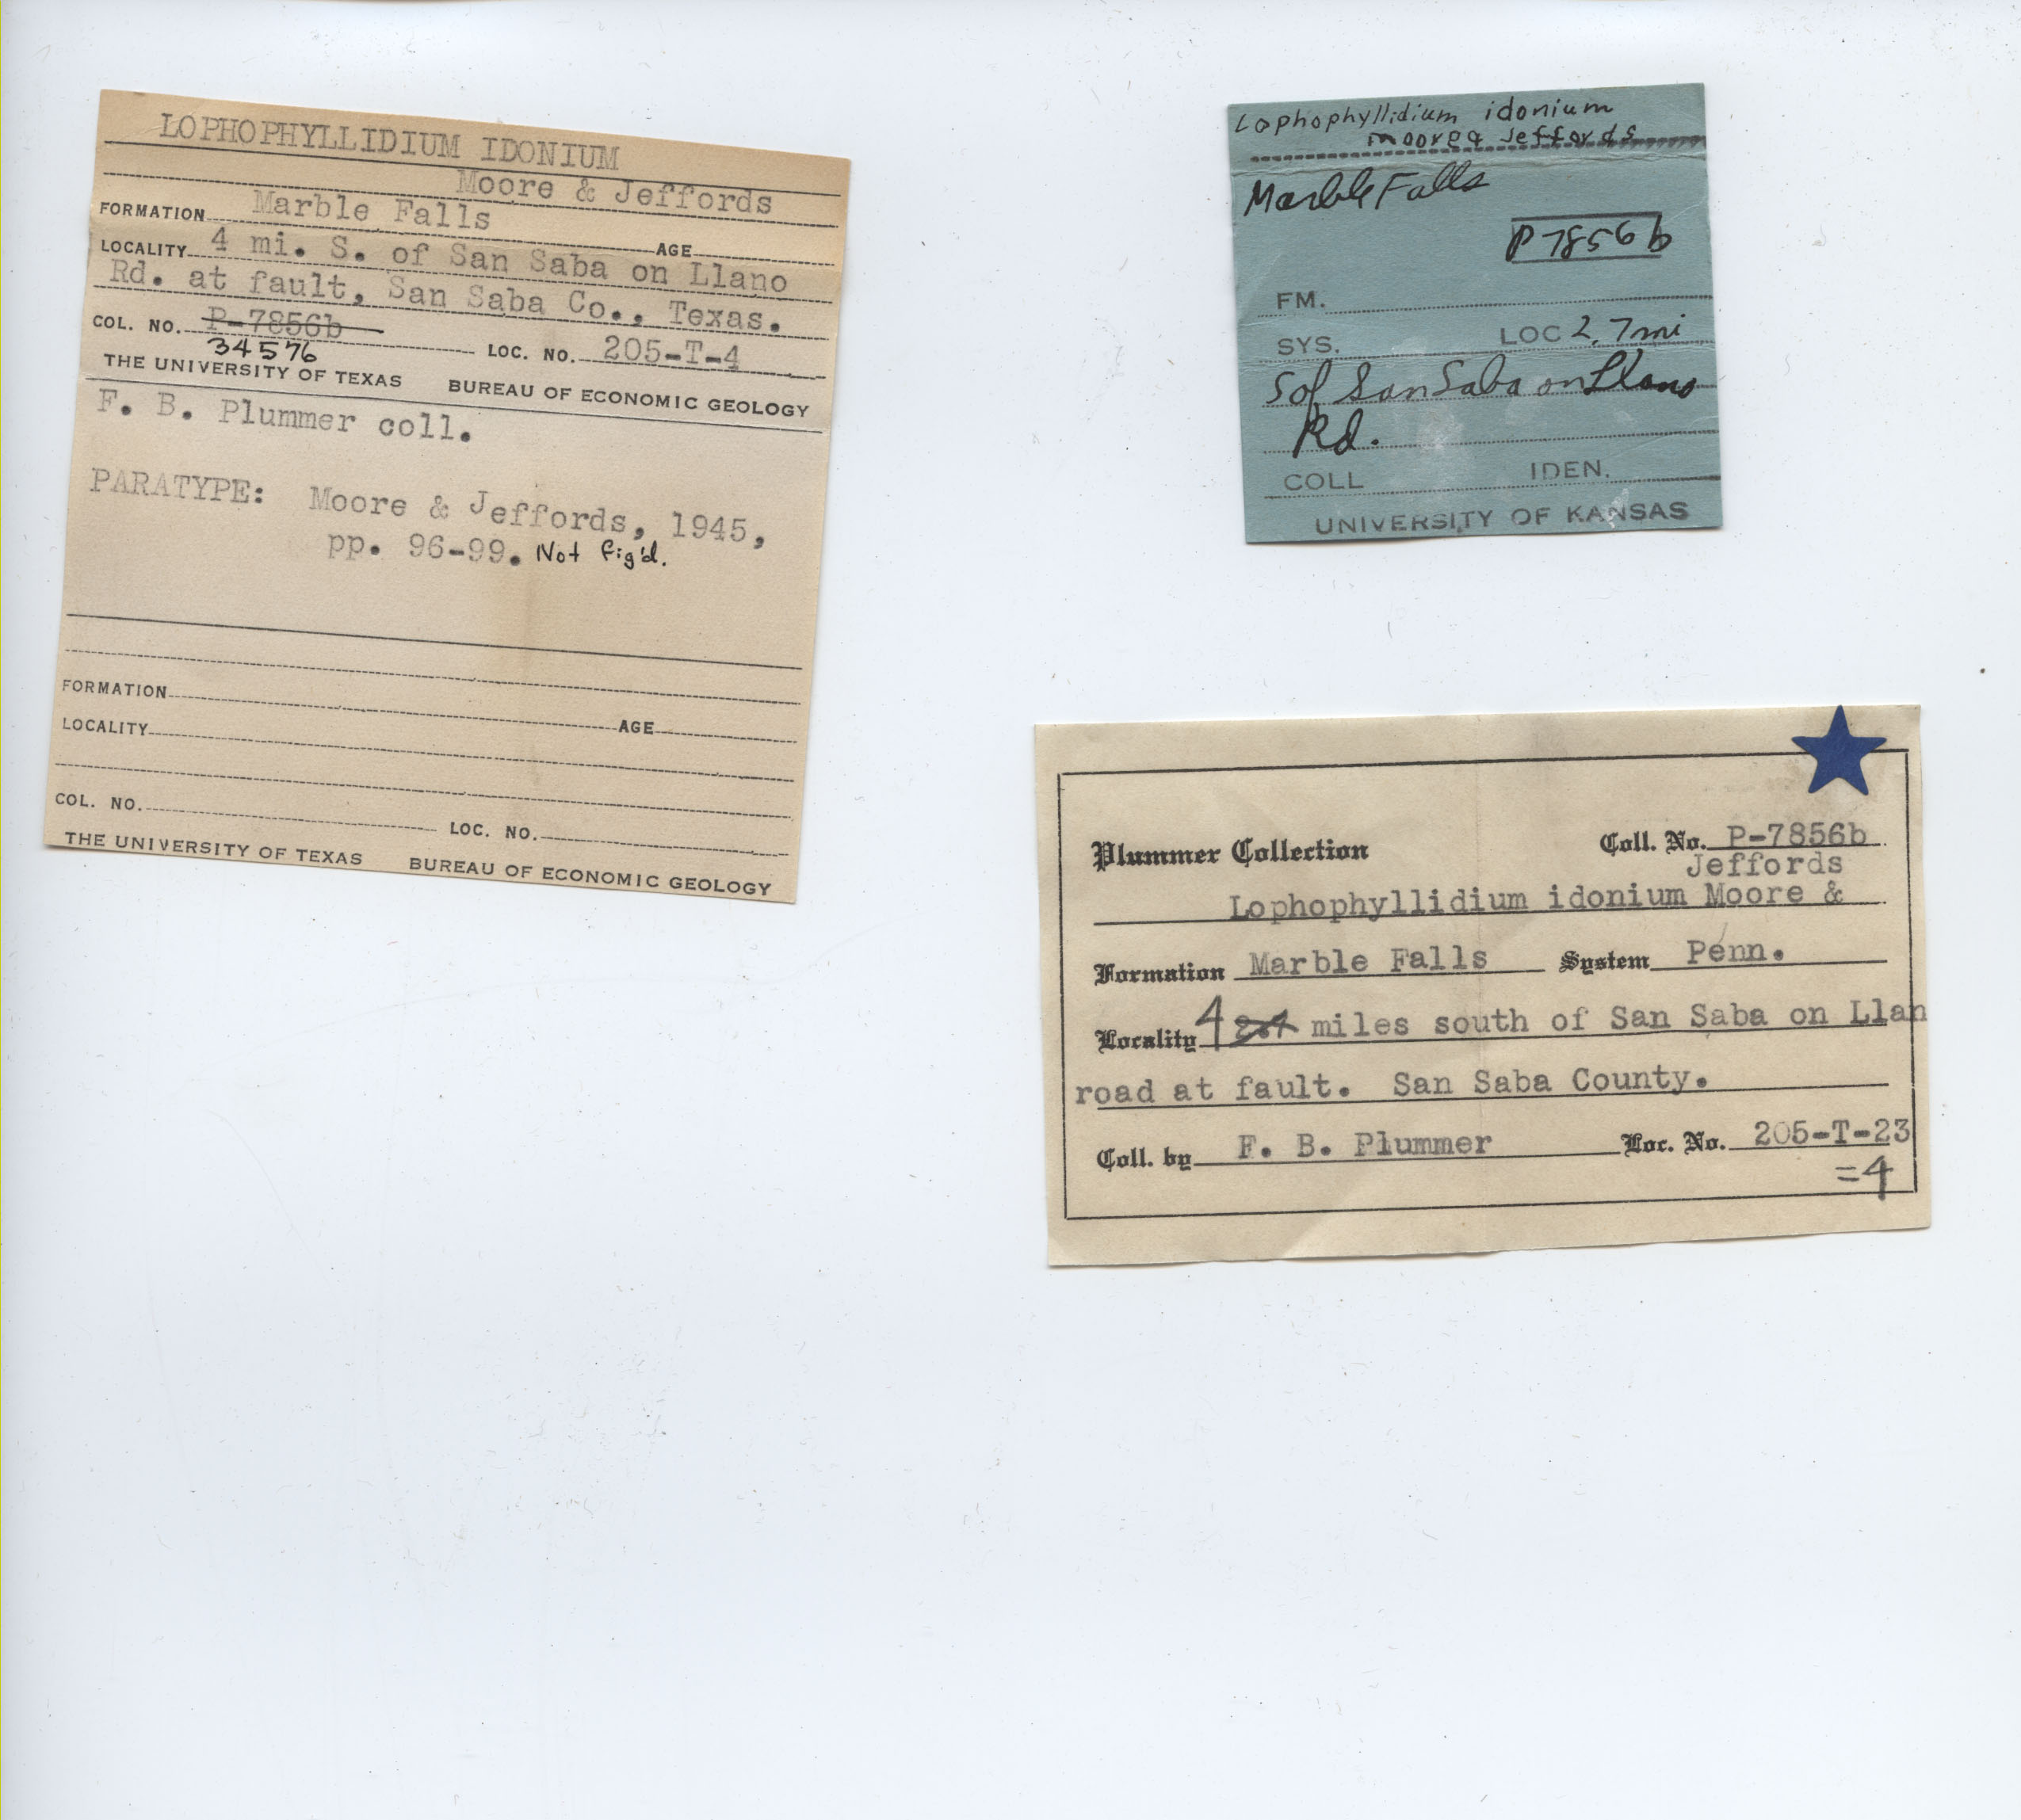 LOPHOPHYLLIDIUM IDONIUM
Moore & Jeffords
FORMATION Marble Falls
LOCALITY 4 mi. S. of San Saba on Llano AGE
Rd. at fault, San Saba Co., Texas.
COL. NO. P-7856b
34576 LOC. NO. 205-T-4
THE UNIVERSITY OF TEXAS BUREAU OF ECONOMIC GEOLOGY
F. B. Plummer coll.
PARATYPE: Moore & Jeffords, 1945,
pp. 96-99. Not fig'd.
FORMATION
LOCALITY AGE
COL. NO. LOC. NO.
THE UNIVERSITY OF TEXAS BUREAU OF ECONOMIC GEOLOGY
Lophophyllidium idonium
moore a Jeffords
Marble Falls
P7856b
FM.
SYS. LOC 2,7mi
S of San Saba on Llano
Rd.
COLL IDEN.
UNIVERSITY OF KANSAS
Plummer Collection Coll. No. P-7856b
Jeffords
Lophophyllidium idonium Moore &
Formation Marble Falls System Penn.
Locality 4 miles south of San Saba on Llan
road at fault. San Saba County.
Coll. by F. B. Plummer Loc. No. 205-T-23
=4